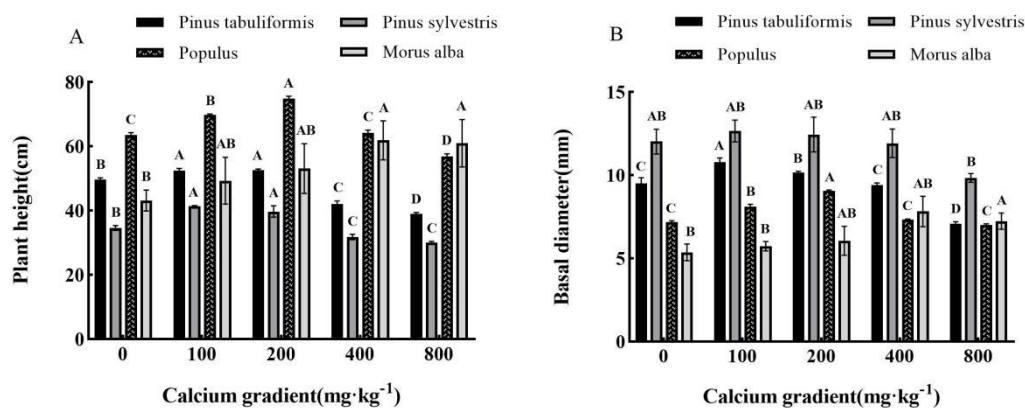 A
Pinus tabuliformis
Pinus sylvestris
Populus
Morus alba
Plant height(cm)
80
60
40
20
0
B B C B
A A B AB
A A A AB
C C C A
D C D A
0 100 200 400 800
Calcium gradient(mg·kg⁻¹)
B
Pinus tabuliformis
Pinus sylvestris
Populus
Morus alba
Basal diameter(mm)
15
10
5
0
C AB C B
A AB B B
B AB A AB
C AB C AB
D B C A
0 100 200 400 800
Calcium gradient(mg·kg⁻¹)